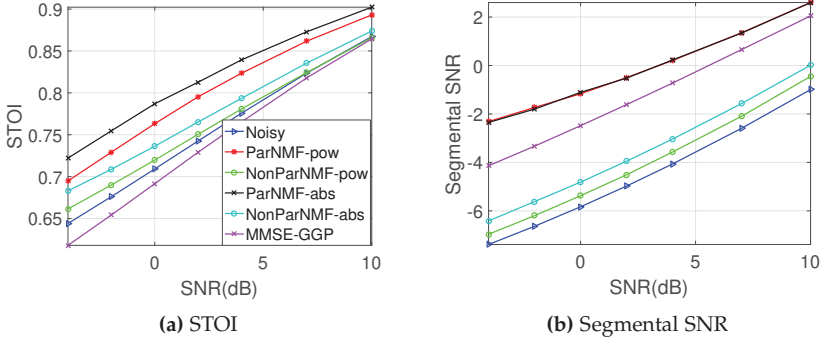 0.9
0.85
0.8
0.75
0.7
0.65
STOI
0
5
10
SNR(dB)
Noisy
ParNMF-pow
NonParNMF-pow
ParNMF-abs
NonParNMF-abs
MMSE-GGP
(a) STOI
2
0
-2
-4
-6
Segmental SNR
0
5
10
SNR(dB)
(b) Segmental SNR